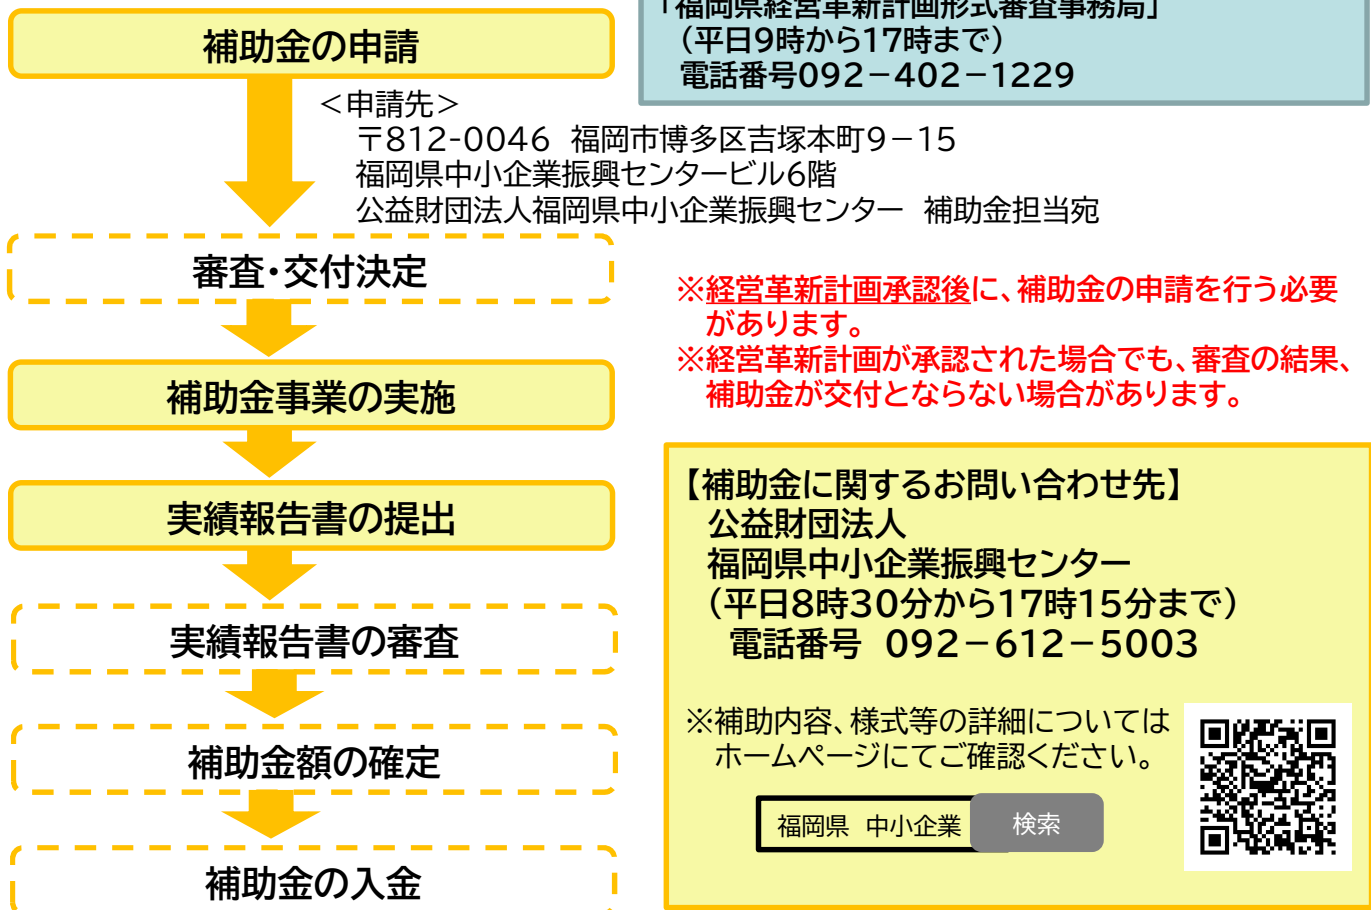 「福岡県経営革新計画形式審査事務局」
（平日9時から17時まで）
電話番号092－402－1229
補助金の申請
＜申請先＞
〒812-0046 福岡市博多区吉塚本町9－15
福岡県中小企業振興センタービル6階
公益財団法人福岡県中小企業振興センター 補助金担当宛
審査・交付決定
※経営革新計画承認後に、補助金の申請を行う必要
があります。
※経営革新計画が承認された場合でも、審査の結果、
補助金が交付とならない場合があります。
補助金事業の実施
実績報告書の提出
実績報告書の審査
補助金額の確定
補助金の入金
【補助金に関するお問い合わせ先】
公益財団法人
福岡県中小企業振興センター
（平日8時30分から17時15分まで）
電話番号 092－612－5003
※補助内容、様式等の詳細については
ホームページにてご確認ください。
福岡県 中小企業 検索